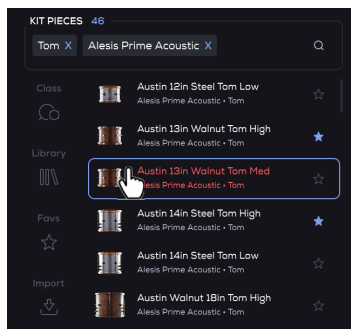 KIT PIECES 46
Tom X Alesis Prime Acoustic X
Class
Austin 12in Steel Tom Low
Alesis Prime Acoustic • Tom
Austin 13in Walnut Tom High
Alesis Prime Acoustic • Tom
Library
Austin 13in Walnut Tom Med
Alesis Prime Acoustic • Tom
Favs
Austin 14in Steel Tom High
Alesis Prime Acoustic • Tom
Austin 14in Steel Tom Low
Alesis Prime Acoustic • Tom
Import
Austin Walnut 18in Tom High
Alesis Prime Acoustic • Tom